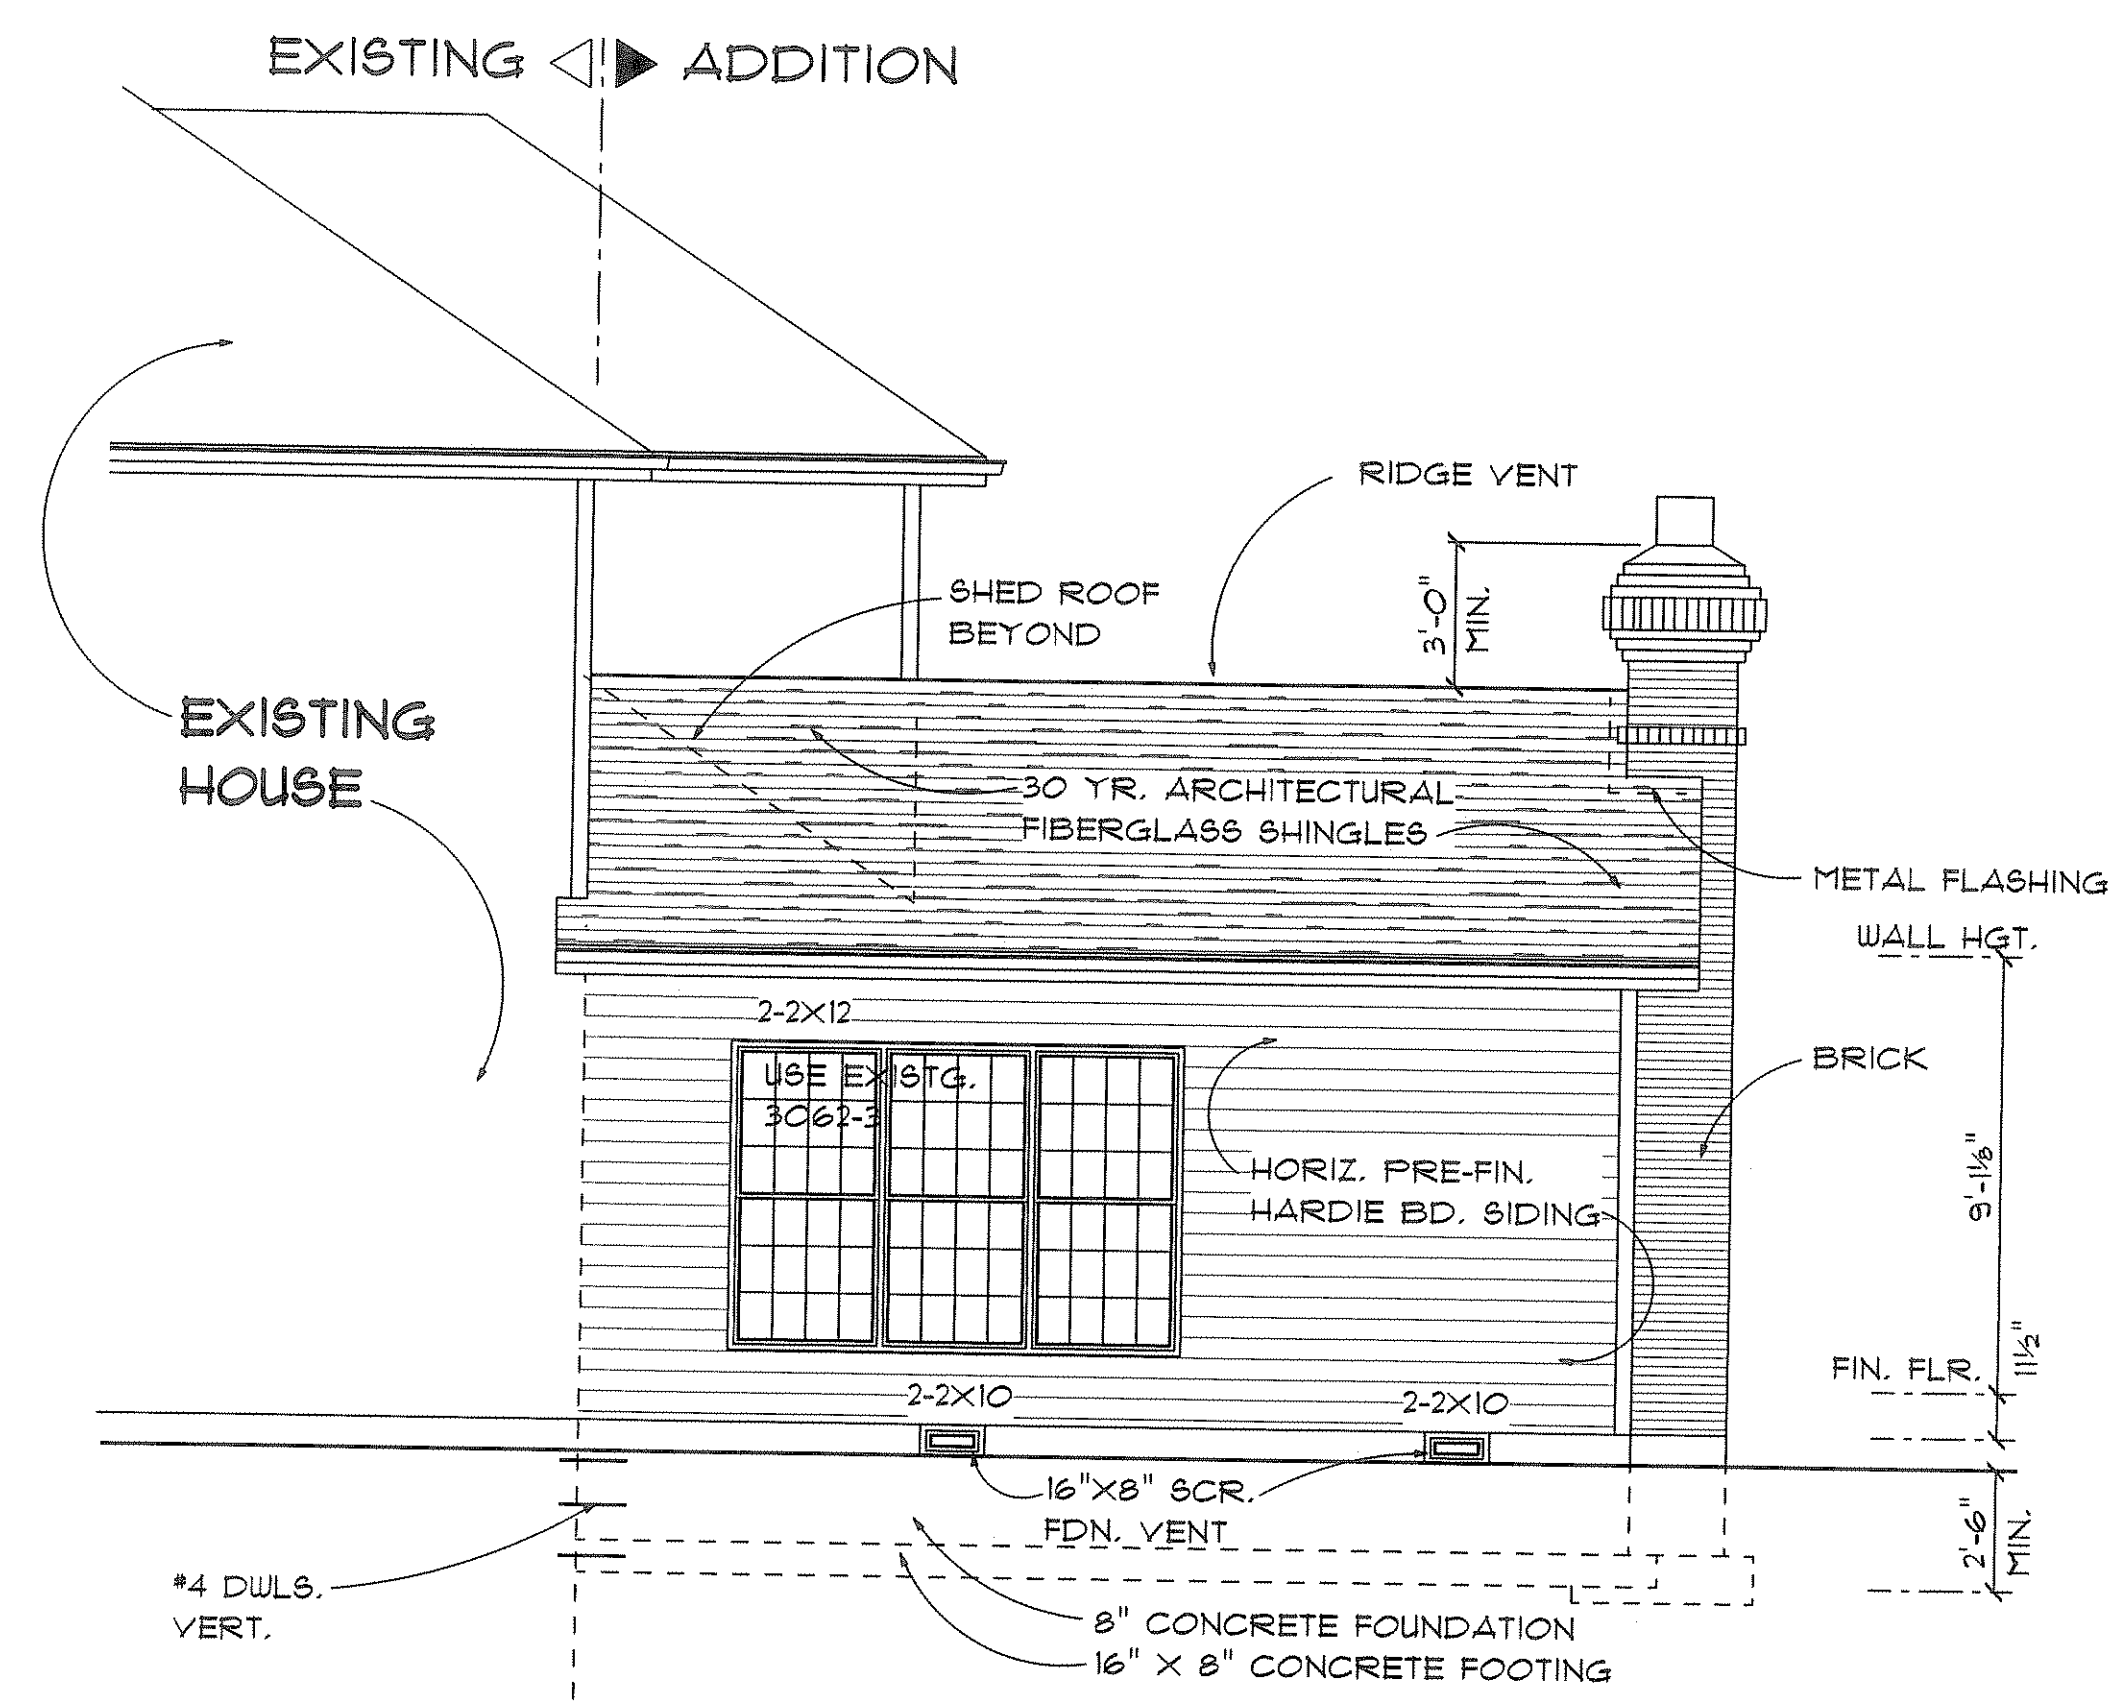 EXISTING ADDITION
RIDGE VENT
SHED ROOF
BEYOND
3'-0"
MIN.
EXISTING
HOUSE
30 YR. ARCHITECTURAL
FIBERGLASS SHINGLES
METAL FLASHING
WALL HGT.
2-2X12
USE EXISTG.
3062-3
BRICK
HORIZ. PRE-FIN.
HARDIE BD. SIDING
9'-1⅛"
11½"
FIN. FLR.
2-2X10
2-2X10
16"X8" SCR.
FDN. VENT
2'-6"
MIN.
#4 DWLS.
VERT.
8" CONCRETE FOUNDATION
16" X 8" CONCRETE FOOTING